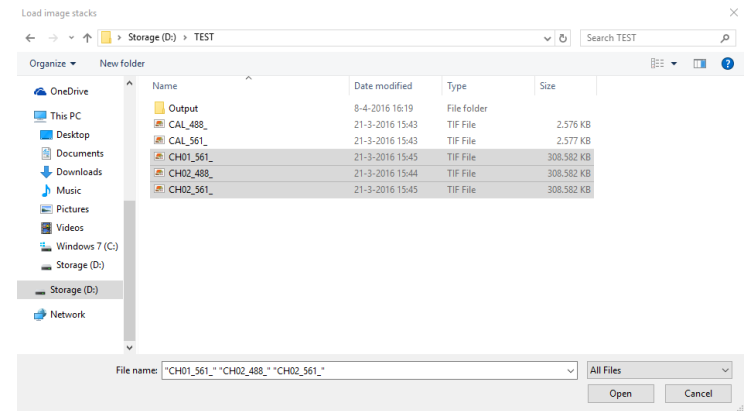 Load image stacks
Storage (D:) > TEST
Search TEST
Organize
New folder
Name Date modified Type Size
OneDrive
This PC
Desktop
Documents
Downloads
Music
Pictures
Videos
Windows 7 (C:)
Storage (D:)
Storage (D:)
Network
Output 8-4-2016 16:19 File folder
CAL_488_ 21-3-2016 15:43 TIF File 2.576 KB
CAL_561_ 21-3-2016 15:43 TIF File 2.577 KB
CH01_561_ 21-3-2016 15:45 TIF File 308.582 KB
CH02_488_ 21-3-2016 15:44 TIF File 308.582 KB
CH02_561_ 21-3-2016 15:45 TIF File 308.582 KB
File name: "CH01_561_" "CH02_488_" "CH02_561_"
All Files
Open Cancel